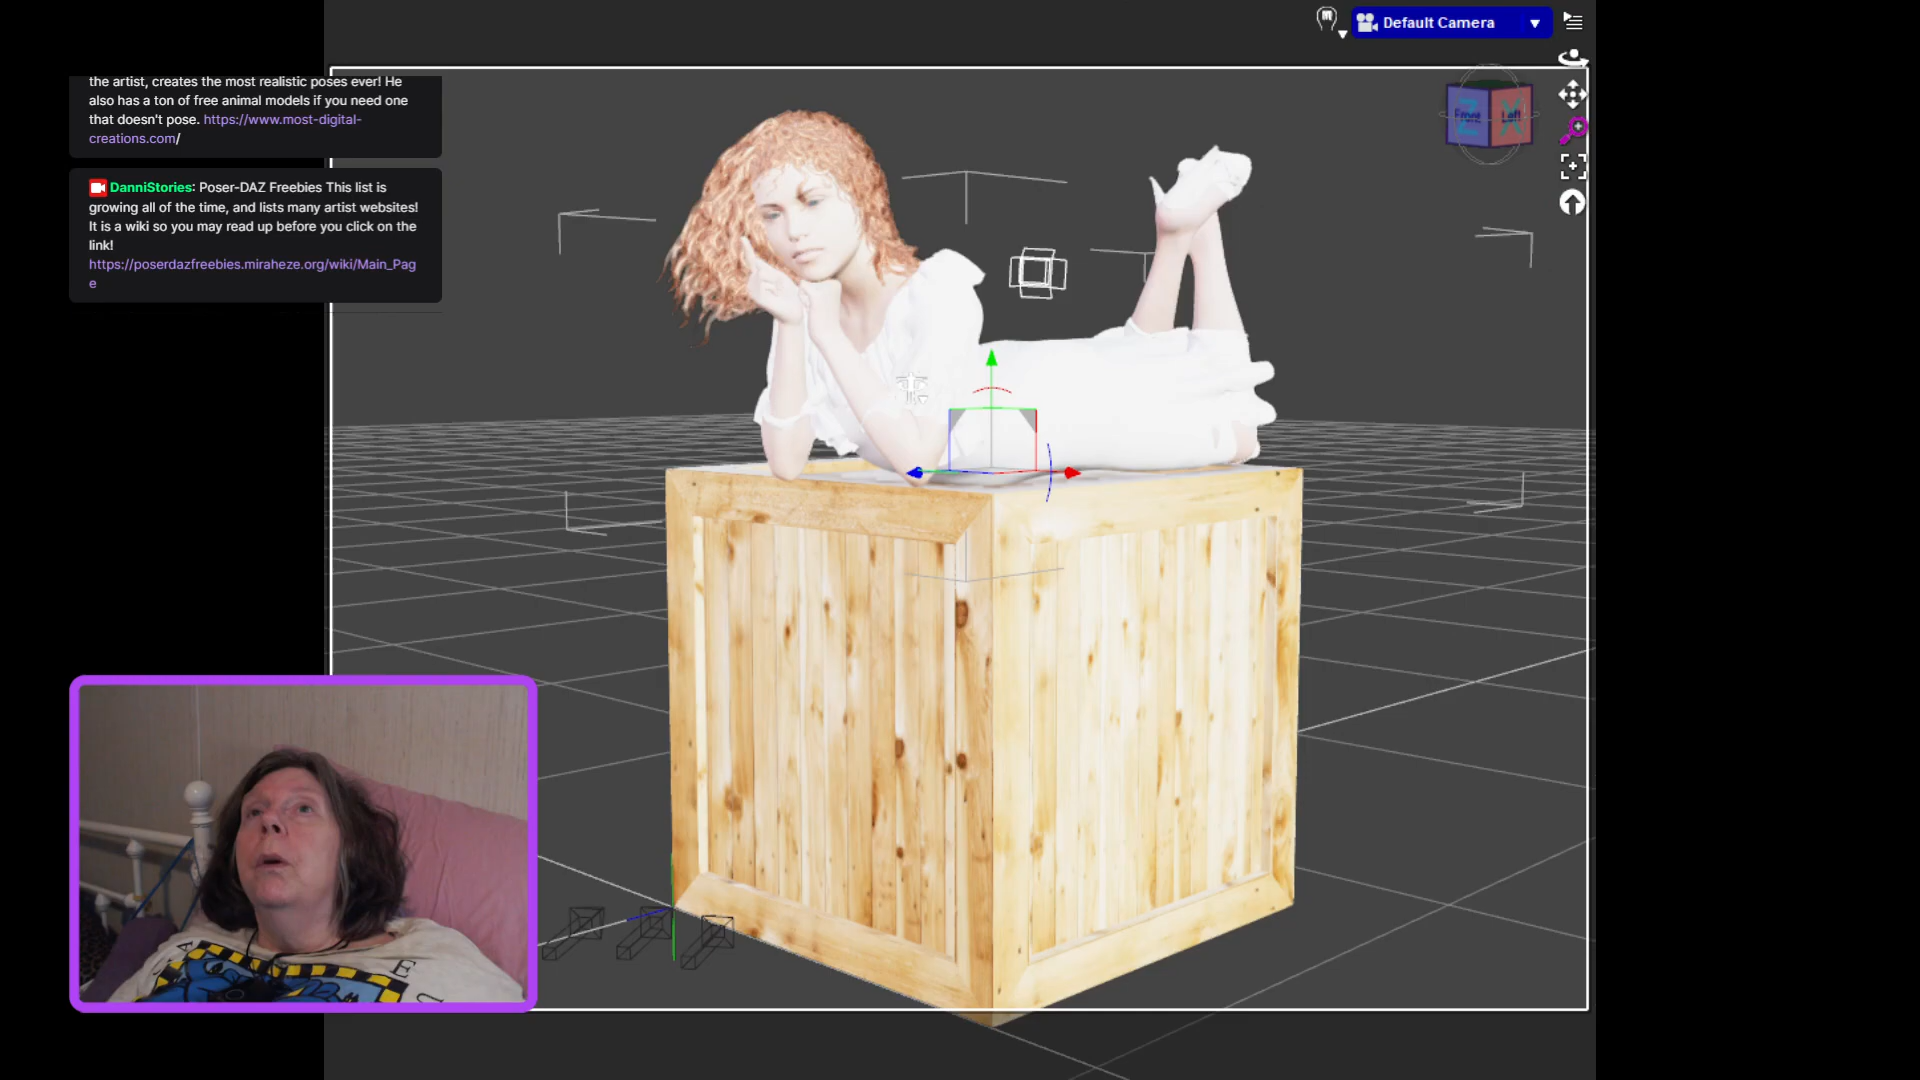 Default Camera
the artist, creates the most realistic poses ever! He
also has a ton of free animal models if you need one
that doesn't pose. https://www.most-digital-
creations.com/
DanniStories: Poser-DAZ Freebies This list is
growing all of the time, and lists many artist websites!
It is a wiki so you may read up before you click on the
link!
https://poserdazfreebies.miraheze.org/wiki/Main_Pag
e
Front
Z
Left
X
A
E